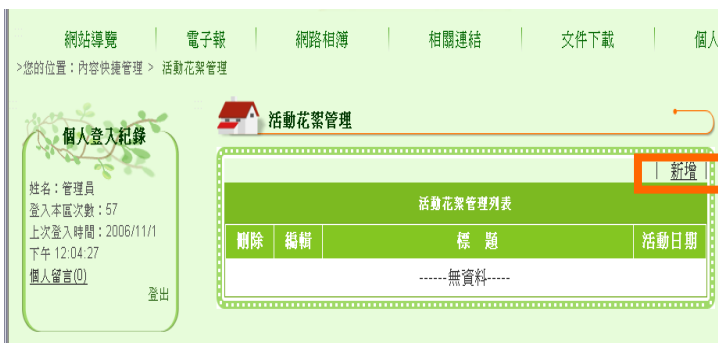 網站導覽 電子報 網路相簿 相關連結 文件下載 個人
>您的位置：內容快捷管理 > 活動花絮管理
個人登入紀錄
姓名：管理員
登入本區次數：57
上次登入時間：2006/11/1
下午 12:04:27
個人留言(0)
登出
活動花絮管理
| 新增 |
活動花絮管理列表
刪除 編輯 標 題 活動日期
------無資料-----